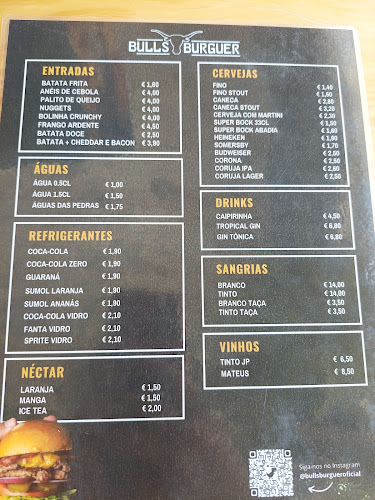 BULLS BURGUER
ENTRADAS
BATATA FRITA € 1,80
ANÉIS DE CEBOLA € 4,00
PALITO DE QUEIJO € 4,00
NUGGETS € 4,00
BOLINHA CRUNCHY € 4,00
FRANGO ARDENTE € 4,50
BATATA DOCE € 2,50
BATATA + CHEDDAR E BACON € 3,90
ÁGUAS
ÁGUA 0.5CL € 1,00
ÁGUA 1.5CL € 1,50
ÁGUAS DAS PEDRAS € 1,75
REFRIGERANTES
COCA-COLA € 1,90
COCA-COLA ZERO € 1,90
GUARANÁ € 1,90
SUMOL LARANJA € 1,90
SUMOL ANANÁS € 1,90
COCA-COLA VIDRO € 2,10
FANTA VIDRO € 2,10
SPRITE VIDRO € 2,10
NÉCTAR
LARANJA € 1,50
MANGA € 1,50
ICE TEA € 2,00
CERVEJAS
FINO € 1,40
FINO STOUT € 1,60
CANECA € 2,80
CANECA STOUT € 3,20
CERVEJA COM MARTINI € 2,30
SUPER BOCK 33CL € 1,50
SUPER BOCK ABADIA € 1,60
HEINEKEN € 1,90
SOMERSBY € 1,70
BUDWEISER € 2,50
CORONA € 2,50
CORUJA IPA € 2,60
CORUJA LAGER € 2,50
DRINKS
CAIPIRINHA € 4,50
TROPICAL GIN € 6,80
GIN TÔNICA € 6,80
SANGRIAS
BRANCO € 14,00
TINTO € 14,00
BRANCO TAÇA € 3,50
TINTO TAÇA € 3,50
VINHOS
TINTO JP € 6,50
MATEUS € 8,50
Siga-nos no Instagram
@bullsburgueroficial